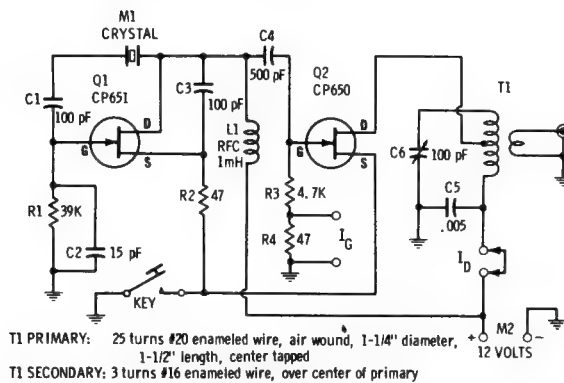 M1
CRYSTAL
C4
500 pF
Q1
CP651
C3
100 pF
Q2
CP650
T1
C1
100 pF
D
G
S
L1
RFC
1mH
D
G
S
C6
100 pF
C5
.005
R1
39K
C2
15 pF
R2
47
R3
4.7K
R4
47
I_G
I_D
KEY
+
M2
-
12 VOLTS
T1 PRIMARY: 25 turns #20 enameled wire, air wound, 1-1/4" diameter,
1-1/2" length, center tapped
T1 SECONDARY: 3 turns #16 enameled wire, over center of primary